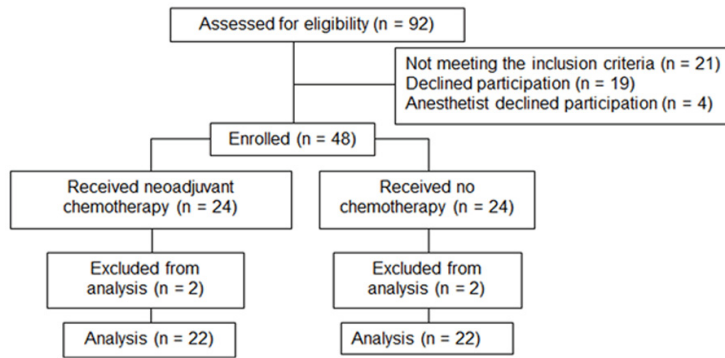 Assessed for eligibility (n = 92)
Not meeting the inclusion criteria (n = 21)
Declined participation (n = 19)
Anesthetist declined participation (n = 4)
Enrolled (n = 48)
Received neoadjuvant
chemotherapy (n = 24)
Received no
chemotherapy (n = 24)
Excluded from
analysis (n = 2)
Excluded from
analysis (n = 2)
Analysis (n = 22)
Analysis (n = 22)